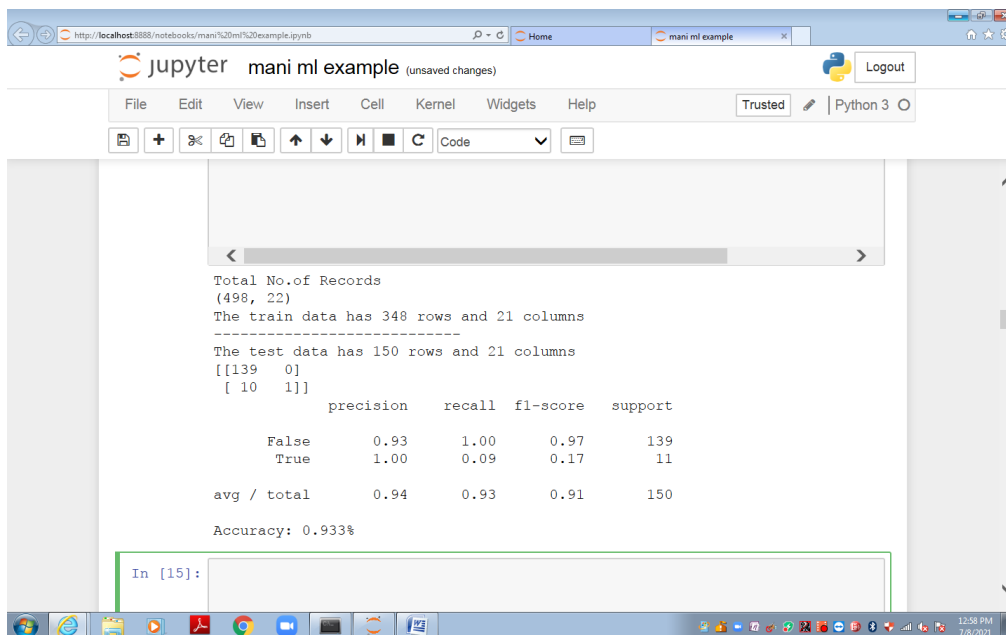 http://localhost:8888/notebooks/mani%20ml%20example.ipynb
Home
mani ml example
jupyter mani ml example (unsaved changes)
Logout
File Edit View Insert Cell Kernel Widgets Help
Trusted
Python 3
Code
Total No.of Records
(498, 22)
The train data has 348 rows and 21 columns
-----------------------------
The test data has 150 rows and 21 columns
[[139 0]
[ 10 1]]
precision recall f1-score support
False 0.93 1.00 0.97 139
True 1.00 0.09 0.17 11
avg / total 0.94 0.93 0.91 150
Accuracy: 0.933%
In [15]:
12:58 PM
7/8/2021